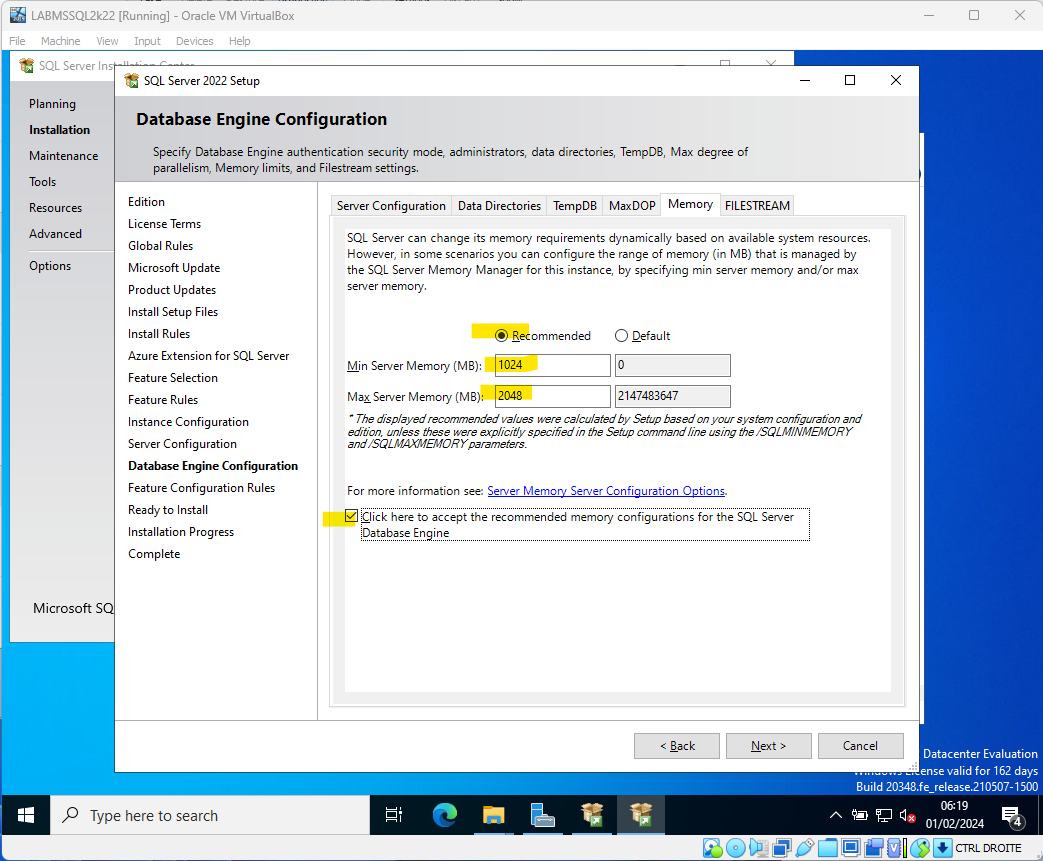 LABMSSQL2k22 [Running] - Oracle VM VirtualBox
File Machine View Input Devices Help
SQL Server Installation Center
SQL Server 2022 Setup
Planning
Installation
Maintenance
Tools
Resources
Advanced
Options
Microsoft SQ
Database Engine Configuration
Specify Database Engine authentication security mode, administrators, data directories, TempDB, Max degree of
parallelism, Memory limits, and Filestream settings.
Edition
License Terms
Global Rules
Microsoft Update
Product Updates
Install Setup Files
Install Rules
Azure Extension for SQL Server
Feature Selection
Feature Rules
Instance Configuration
Server Configuration
Database Engine Configuration
Feature Configuration Rules
Ready to Install
Installation Progress
Complete
Server Configuration Data Directories TempDB MaxDOP Memory FILESTREAM
SQL Server can change its memory requirements dynamically based on available system resources.
However, in some scenarios you can configure the range of memory (in MB) that is managed by
the SQL Server Memory Manager for this instance, by specifying min server memory and/or max
server memory.
Recommended Default
Min Server Memory (MB): 1024 0
Max Server Memory (MB): 2048 2147483647
* The displayed recommended values were calculated by Setup based on your system configuration and
edition, unless these were explicitly specified in the Setup command line using the /SQLMINMEMORY
and /SQLMAXMEMORY parameters.
For more information see: Server Memory Server Configuration Options.
Click here to accept the recommended memory configurations for the SQL Server
Database Engine
< Back Next > Cancel
Datacenter Evaluation
Windows License valid for 162 days
Build 20348.fe_release.210507-1500
Type here to search
06:19
01/02/2024
4
CTRL DROITE